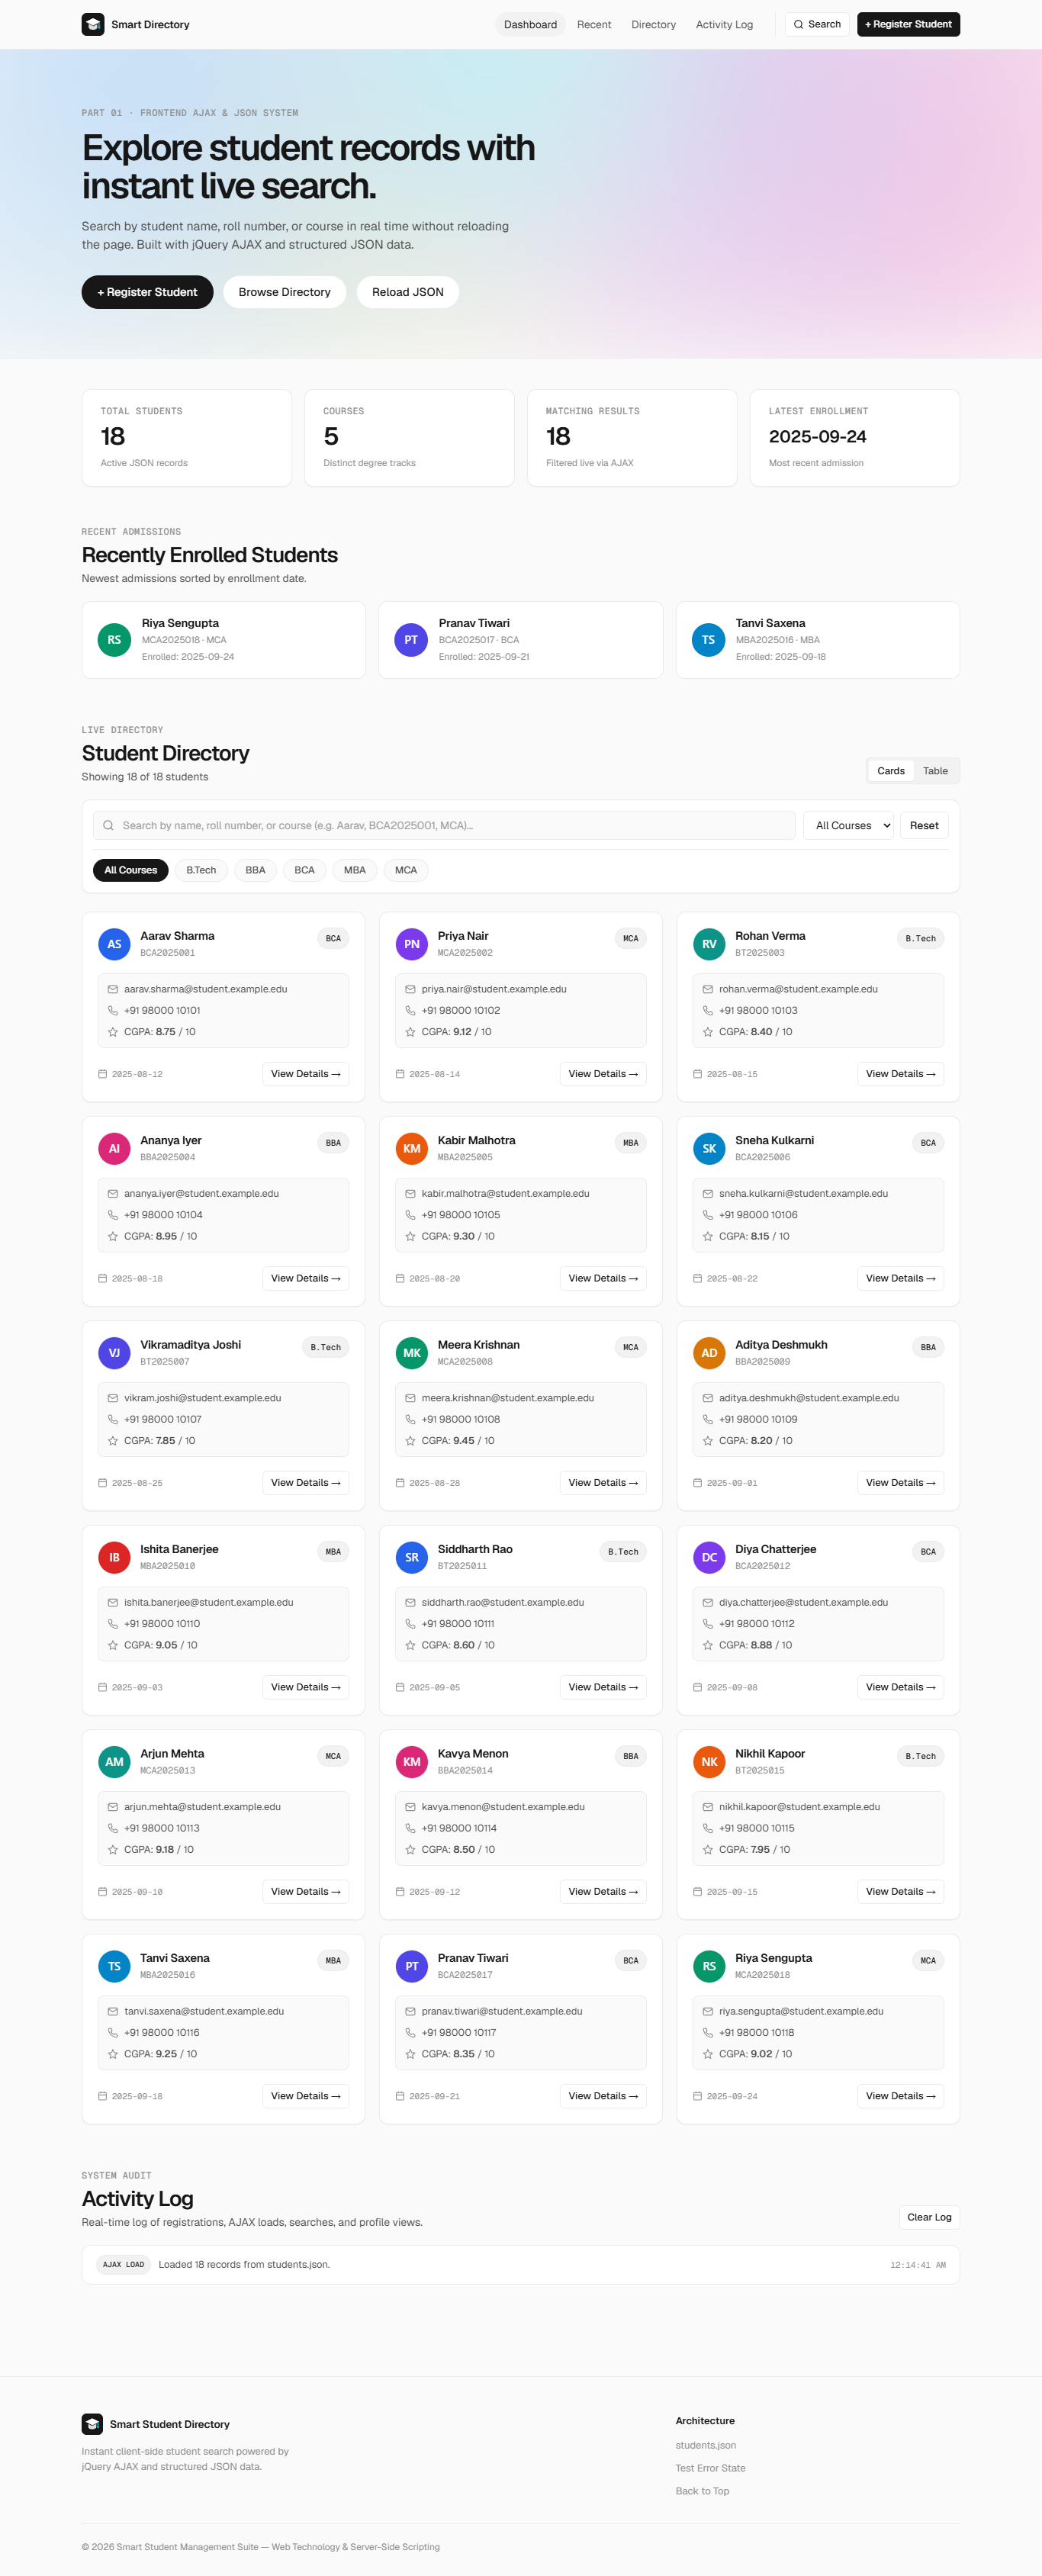 Smart Directory
Dashboard Recent Directory Activity Log Search + Register Student
PART 01 · FRONTEND AJAX & JSON SYSTEM
Explore student records with
instant live search.
Search by student name, roll number, or course in real time without reloading
the page. Built with jQuery AJAX and structured JSON data.
+ Register Student Browse Directory Reload JSON
TOTAL STUDENTS
18
Active JSON records
COURSES
5
Distinct degree tracks
MATCHING RESULTS
18
Filtered live via AJAX
LATEST ENROLLMENT
2025-09-24
Most recent admission
RECENT ADMISSIONS
Recently Enrolled Students
Newest admissions sorted by enrollment date.
RS
Riya Sengupta
MCA2025018 · MCA
Enrolled: 2025-09-24
PT
Pranav Tiwari
BCA2025017 · BCA
Enrolled: 2025-09-21
TS
Tanvi Saxena
MBA2025016 · MBA
Enrolled: 2025-09-18
LIVE DIRECTORY
Student Directory
Showing 18 of 18 students
Cards Table
Search by name, roll number, or course (e.g. Aarav, BCA2025001, MCA)...
All Courses Reset
All Courses B.Tech BBA BCA MBA MCA
AS Aarav Sharma BCA
BCA2025001
aarav.sharma@student.example.edu
+91 98000 10101
CGPA: 8.75 / 10
2025-08-12 View Details →
PN Priya Nair MCA
MCA2025002
priya.nair@student.example.edu
+91 98000 10102
CGPA: 9.12 / 10
2025-08-14 View Details →
RV Rohan Verma B.Tech
BT2025003
rohan.verma@student.example.edu
+91 98000 10103
CGPA: 8.40 / 10
2025-08-15 View Details →
AI Ananya Iyer BBA
BBA2025004
ananya.iyer@student.example.edu
+91 98000 10104
CGPA: 8.95 / 10
2025-08-18 View Details →
KM Kabir Malhotra MBA
MBA2025005
kabir.malhotra@student.example.edu
+91 98000 10105
CGPA: 9.30 / 10
2025-08-20 View Details →
SK Sneha Kulkarni BCA
BCA2025006
sneha.kulkarni@student.example.edu
+91 98000 10106
CGPA: 8.15 / 10
2025-08-22 View Details →
VJ Vikramaditya Joshi B.Tech
BT2025007
vikram.joshi@student.example.edu
+91 98000 10107
CGPA: 7.85 / 10
2025-08-25 View Details →
MK Meera Krishnan MCA
MCA2025008
meera.krishnan@student.example.edu
+91 98000 10108
CGPA: 9.45 / 10
2025-08-28 View Details →
AD Aditya Deshmukh BBA
BBA2025009
aditya.deshmukh@student.example.edu
+91 98000 10109
CGPA: 8.20 / 10
2025-09-01 View Details →
IB Ishita Banerjee MBA
MBA2025010
ishita.banerjee@student.example.edu
+91 98000 10110
CGPA: 9.05 / 10
2025-09-03 View Details →
SR Siddharth Rao B.Tech
BT2025011
siddharth.rao@student.example.edu
+91 98000 10111
CGPA: 8.60 / 10
2025-09-05 View Details →
DC Diya Chatterjee BCA
BCA2025012
diya.chatterjee@student.example.edu
+91 98000 10112
CGPA: 8.88 / 10
2025-09-08 View Details →
AM Arjun Mehta MCA
MCA2025013
arjun.mehta@student.example.edu
+91 98000 10113
CGPA: 9.18 / 10
2025-09-10 View Details →
KM Kavya Menon BBA
BBA2025014
kavya.menon@student.example.edu
+91 98000 10114
CGPA: 8.50 / 10
2025-09-12 View Details →
NK Nikhil Kapoor B.Tech
BT2025015
nikhil.kapoor@student.example.edu
+91 98000 10115
CGPA: 7.95 / 10
2025-09-15 View Details →
TS Tanvi Saxena MBA
MBA2025016
tanvi.saxena@student.example.edu
+91 98000 10116
CGPA: 9.25 / 10
2025-09-18 View Details →
PT Pranav Tiwari BCA
BCA2025017
pranav.tiwari@student.example.edu
+91 98000 10117
CGPA: 8.35 / 10
2025-09-21 View Details →
RS Riya Sengupta MCA
MCA2025018
riya.sengupta@student.example.edu
+91 98000 10118
CGPA: 9.02 / 10
2025-09-24 View Details →
SYSTEM AUDIT
Activity Log
Real-time log of registrations, AJAX loads, searches, and profile views.
Clear Log
AJAX LOAD Loaded 18 records from students.json. 12:14:41 AM
Smart Student Directory
Instant client-side student search powered by
jQuery AJAX and structured JSON data.
Architecture
students.json
Test Error State
Back to Top
© 2026 Smart Student Management Suite — Web Technology & Server-Side Scripting